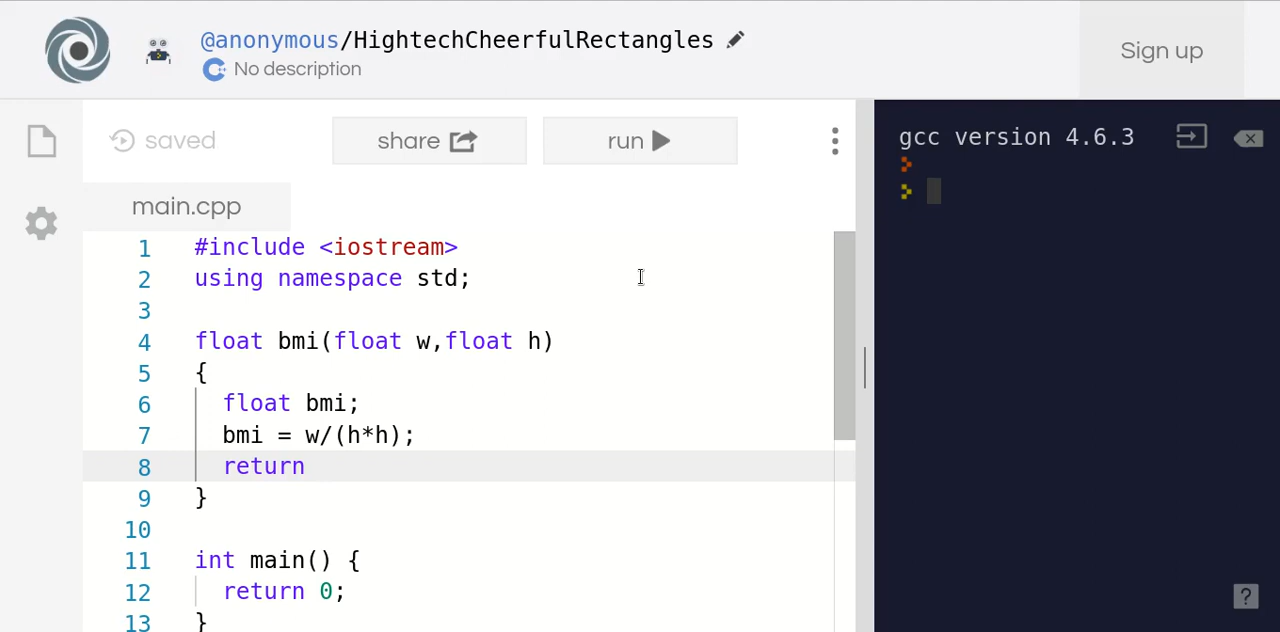 @anonymous/HightechCheerfulRectangles
No description
Sign up
saved
share
run
main.cpp
1 #include <iostream>
2 using namespace std;
3
4 float bmi(float w,float h)
5 {
6   float bmi;
7   bmi = w/(h*h);
8   return
9 }
10
11 int main() {
12   return 0;
13 }
gcc version 4.6.3
?